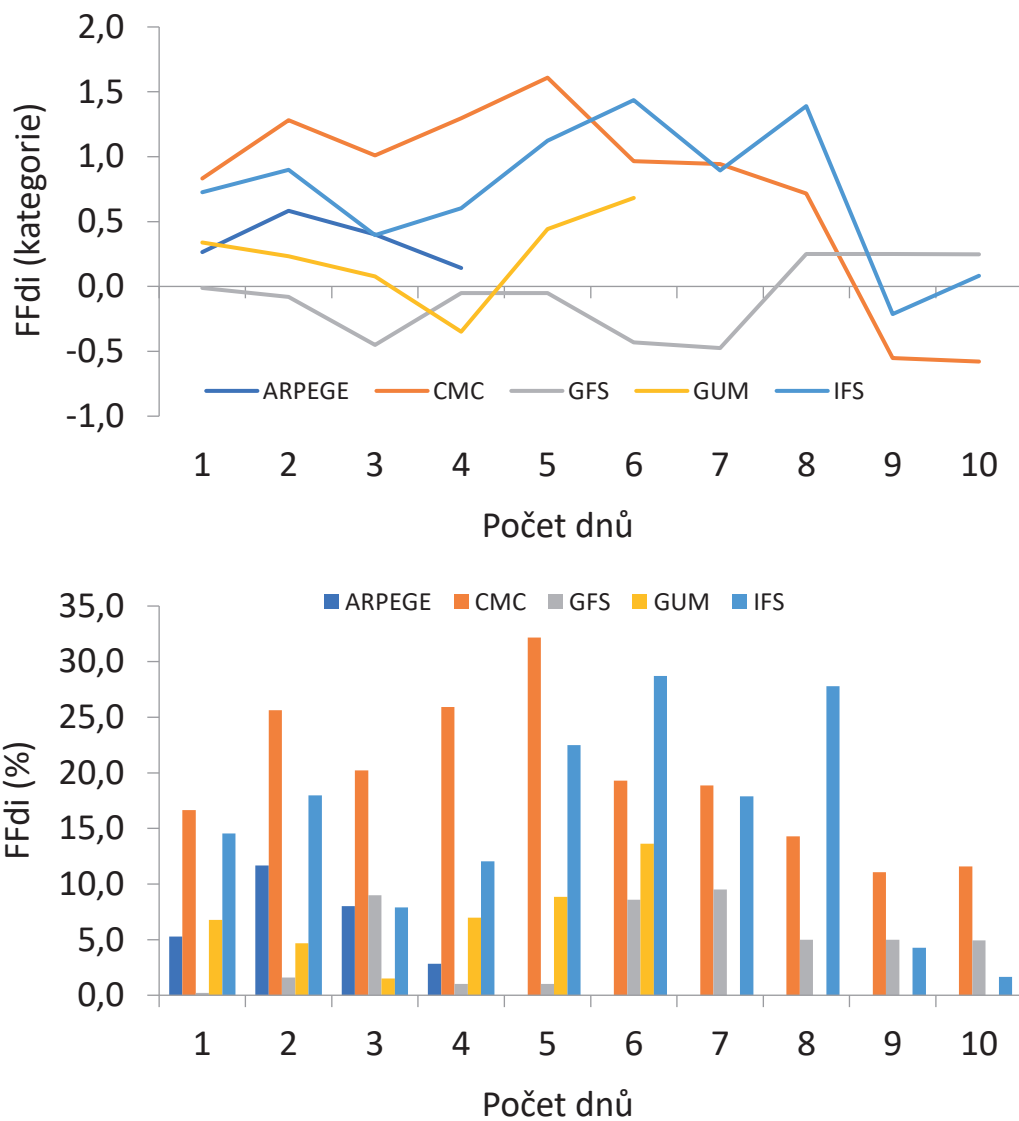 FFdi (kategorie)
2,0
1,5
1,0
0,5
0,0
-0,5
-1,0
ARPEGE CMC GFS GUM IFS
1 2 3 4 5 6 7 8 9 10
Počet dnů
ARPEGE CMC GFS GUM IFS
FFdi (%)
35,0
30,0
25,0
20,0
15,0
10,0
5,0
0,0
1 2 3 4 5 6 7 8 9 10
Počet dnů